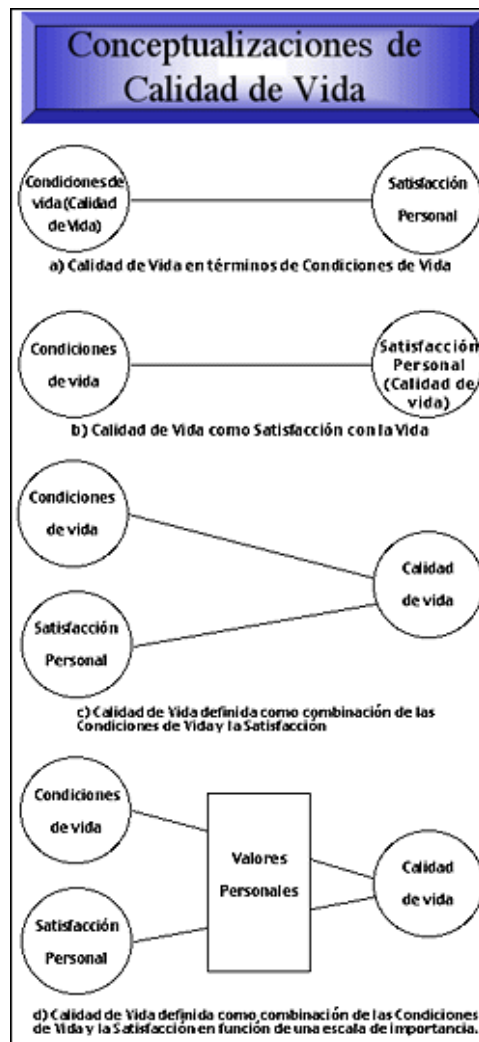 Conceptualizaciones de
Calidad de Vida
Condiciones de
vida (Calidad
de Vida)
Satisfacción
Personal
a) Calidad de Vida en términos de Condiciones de Vida
Condiciones
de vida
Satisfacción
Personal
(Calidad de
vida)
b) Calidad de Vida como Satisfacción con la Vida
Condiciones
de vida
Satisfacción
Personal
Calidad
de vida
c) Calidad de Vida definida como combinación de las
Condiciones de Vida y la Satisfacción
Condiciones
de vida
Satisfacción
Personal
Valores
Personales
Calidad
de vida
d) Calidad de Vida definida como combinación de las Condiciones
de Vida y la Satisfacción en función de una escala de importancia.